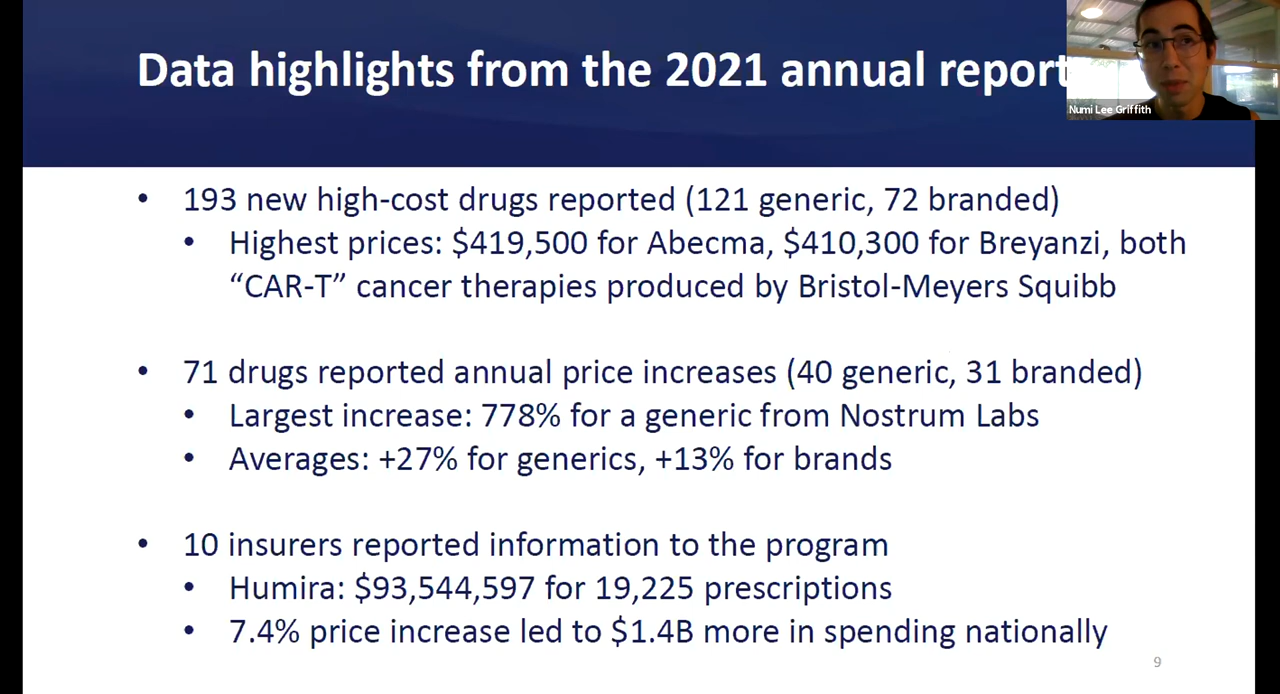 Data highlights from the 2021 annual report
Numi Lee Griffith
• 193 new high-cost drugs reported (121 generic, 72 branded)
• Highest prices: $419,500 for Abecma, $410,300 for Breyanzi, both
“CAR-T” cancer therapies produced by Bristol-Meyers Squibb
• 71 drugs reported annual price increases (40 generic, 31 branded)
• Largest increase: 778% for a generic from Nostrum Labs
• Averages: +27% for generics, +13% for brands
• 10 insurers reported information to the program
• Humira: $93,544,597 for 19,225 prescriptions
• 7.4% price increase led to $1.4B more in spending nationally
9